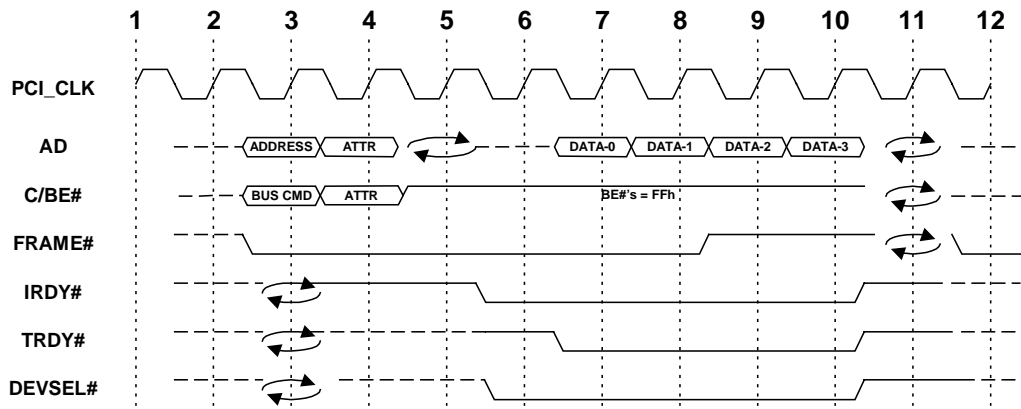 1 2 3 4 5 6 7 8 9 10 11 12
PCI_CLK
AD ADDRESS ATTR DATA-0 DATA-1 DATA-2 DATA-3
C/BE# BUS CMD ATTR BE#'s = FFh
FRAME#
IRDY#
TRDY#
DEVSEL#